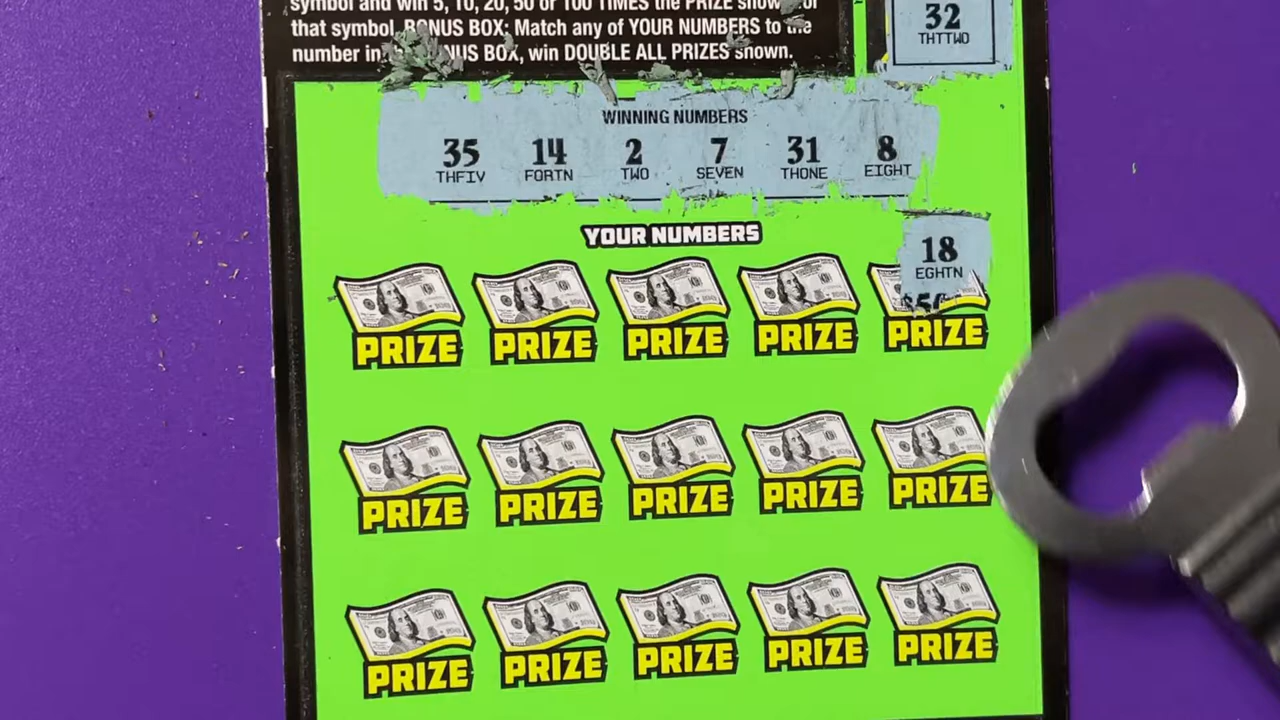 symbol and win 5, 10, 20, 50 or 100 TIMES the PRIZE shown for
that symbol. BONUS BOX: Match any of YOUR NUMBERS to the
number in the BONUS BOX, win DOUBLE ALL PRIZES shown.
32
THTTWO
WINNING NUMBERS
35 14 2 7 31 8
THFIV FORTN TWO SEVEN THONE EIGHT
YOUR NUMBERS
18
EGHTN
PRIZE PRIZE PRIZE PRIZE PRIZE
PRIZE PRIZE PRIZE PRIZE PRIZE
PRIZE PRIZE PRIZE PRIZE PRIZE